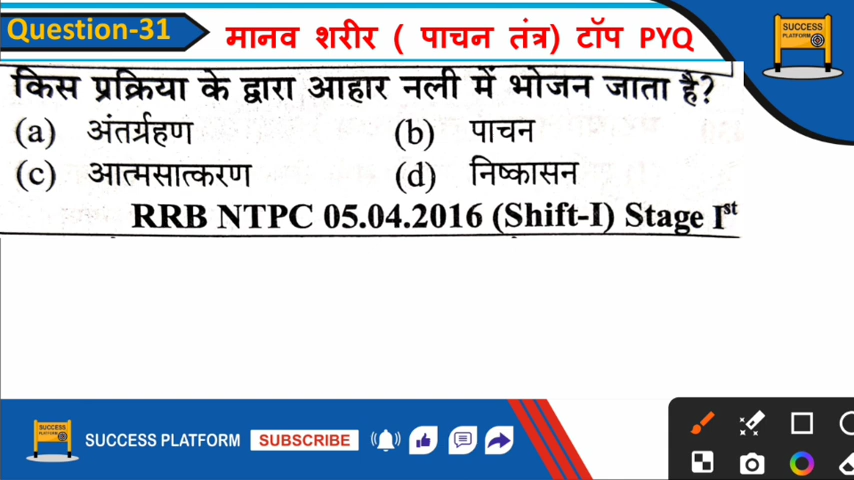 Question-31
मानव शरीर ( पाचन तंत्र) टॉप PYQ
SUCCESS
PLATFORM
किस प्रक्रिया के द्वारा आहार नली में भोजन जाता है?
(a) अंतर्ग्रहण (b) पाचन
(c) आत्मसात्करण (d) निष्कासन
RRB NTPC 05.04.2016 (Shift-I) Stage Ist
SUCCESS
PLATFORM
SUCCESS PLATFORM SUBSCRIBE